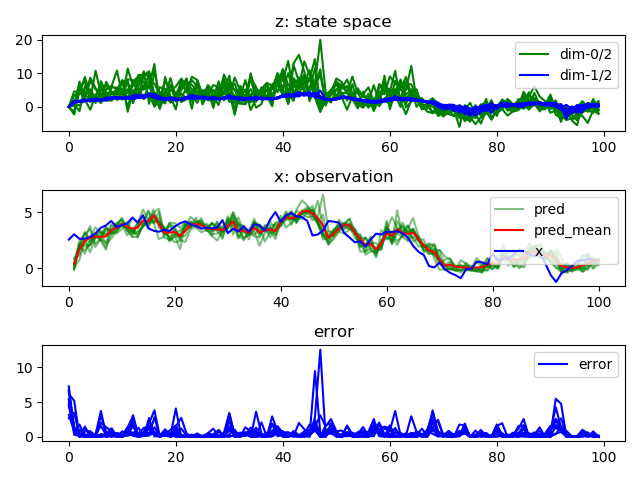 z: state space
20
10
0
dim-0/2
dim-1/2
0 20 40 60 80 100
x: observation
5
0
pred
pred_mean
x
0 20 40 60 80 100
error
10
5
0
error
0 20 40 60 80 100